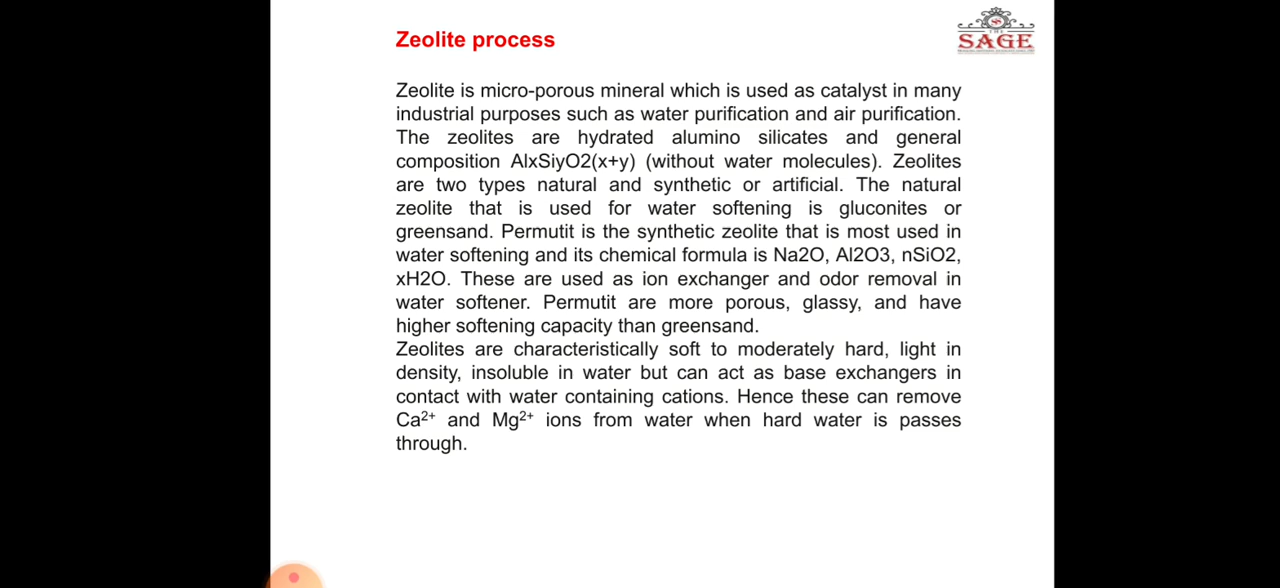 SAGE
Zeolite process
Zeolite is micro-porous mineral which is used as catalyst in many
industrial purposes such as water purification and air purification.
The zeolites are hydrated alumino silicates and general
composition AlxSiyO2(x+y) (without water molecules). Zeolites
are two types natural and synthetic or artificial. The natural
zeolite that is used for water softening is gluconites or
greensand. Permutit is the synthetic zeolite that is most used in
water softening and its chemical formula is Na2O, Al2O3, nSiO2,
xH2O. These are used as ion exchanger and odor removal in
water softener. Permutit are more porous, glassy, and have
higher softening capacity than greensand.
Zeolites are characteristically soft to moderately hard, light in
density, insoluble in water but can act as base exchangers in
contact with water containing cations. Hence these can remove
Ca²⁺ and Mg²⁺ ions from water when hard water is passes
through.